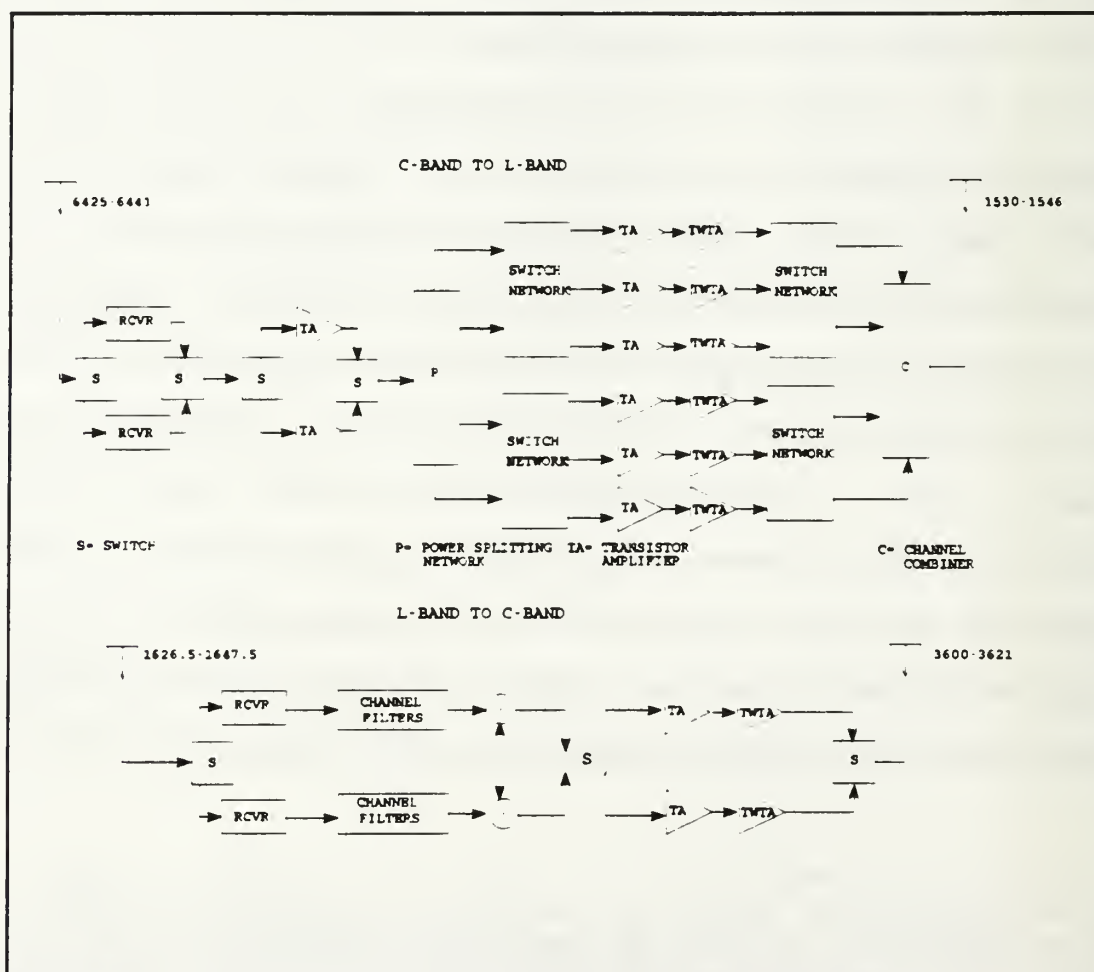 C-BAND TO L-BAND
6425-6441
1530-1546
TA TWTA
SWITCH NETWORK TA TWTA SWITCH NETWORK
RCVR TA TA TWTA
S S S S P C
TA TWTA
RCVR TA SWITCH NETWORK TA TWTA SWITCH NETWORK
TA TWTA
S= SWITCH
P= POWER SPLITTING NETWORK
TA= TRANSISTOR AMPLIFIER
C= CHANNEL COMBINER
L-BAND TO C-BAND
1626.5-1647.5
3600-3621
RCVR CHANNEL FILTERS TA TWTA
S S S
RCVR CHANNEL FILTERS TA TWTA